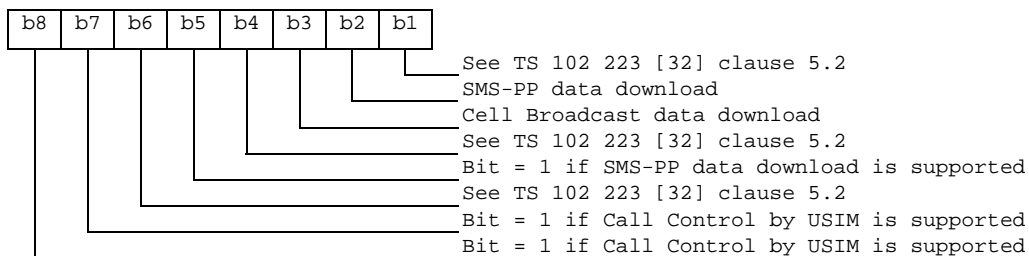 b8 b7 b6 b5 b4 b3 b2 b1
See TS 102 223 [32] clause 5.2
SMS-PP data download
Cell Broadcast data download
See TS 102 223 [32] clause 5.2
Bit = 1 if SMS-PP data download is supported
See TS 102 223 [32] clause 5.2
Bit = 1 if Call Control by USIM is supported
Bit = 1 if Call Control by USIM is supported